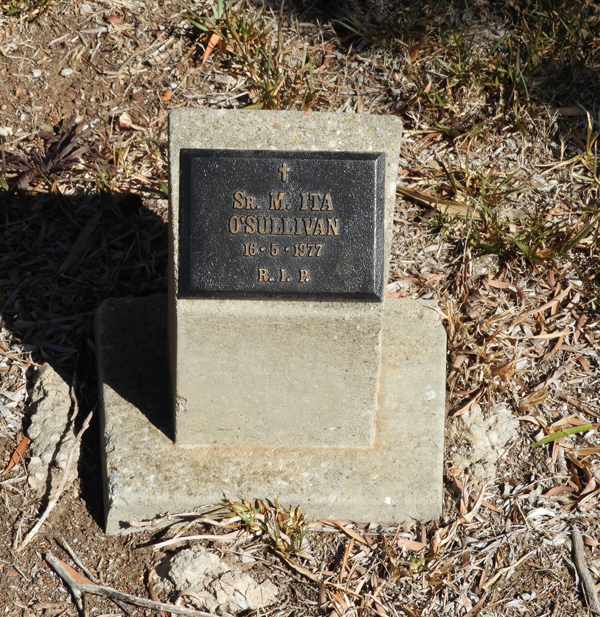 Sr. M. ITA
O'SULLIVAN
16-5-1977
R. I. P.